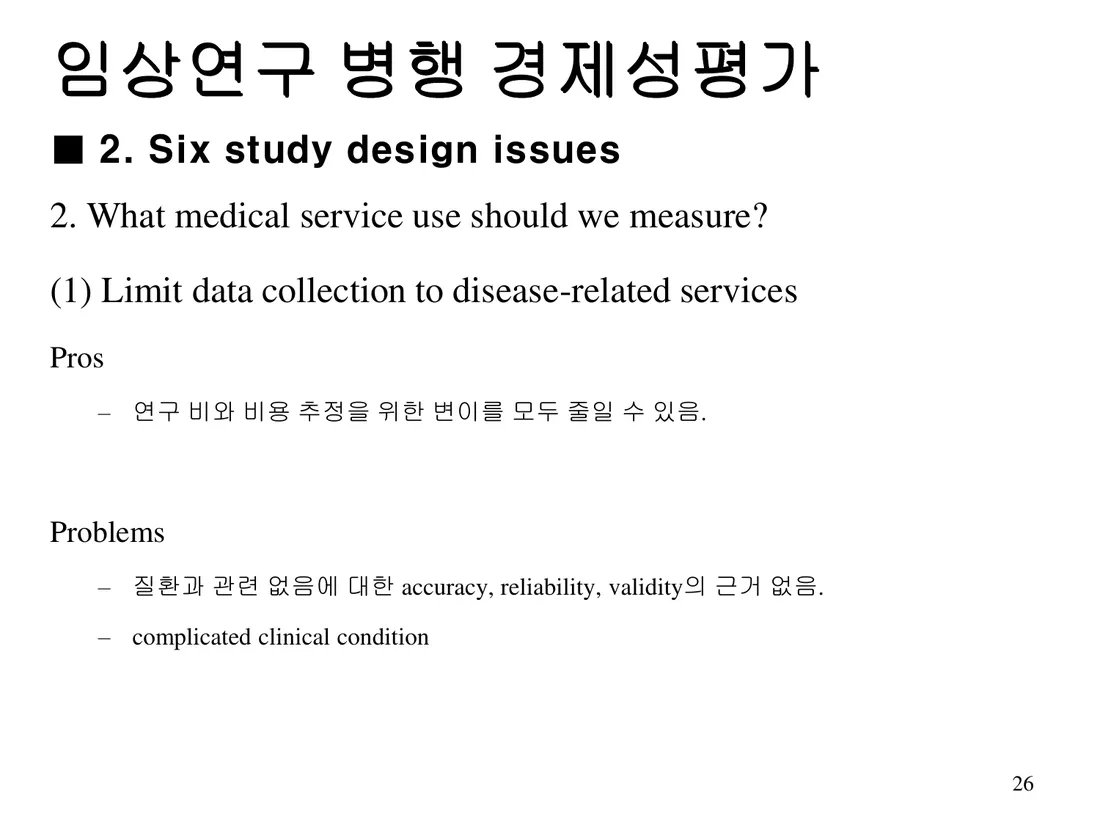 임상연구 병행 경제성평가
■ 2. Six study design issues
2. What medical service use should we measure?
(1) Limit data collection to disease-related services
Pros
– 연구 비와 비용 추정을 위한 변이를 모두 줄일 수 있음.
Problems
– 질환과 관련 없음에 대한 accuracy, reliability, validity의 근거 없음.
– complicated clinical condition
26